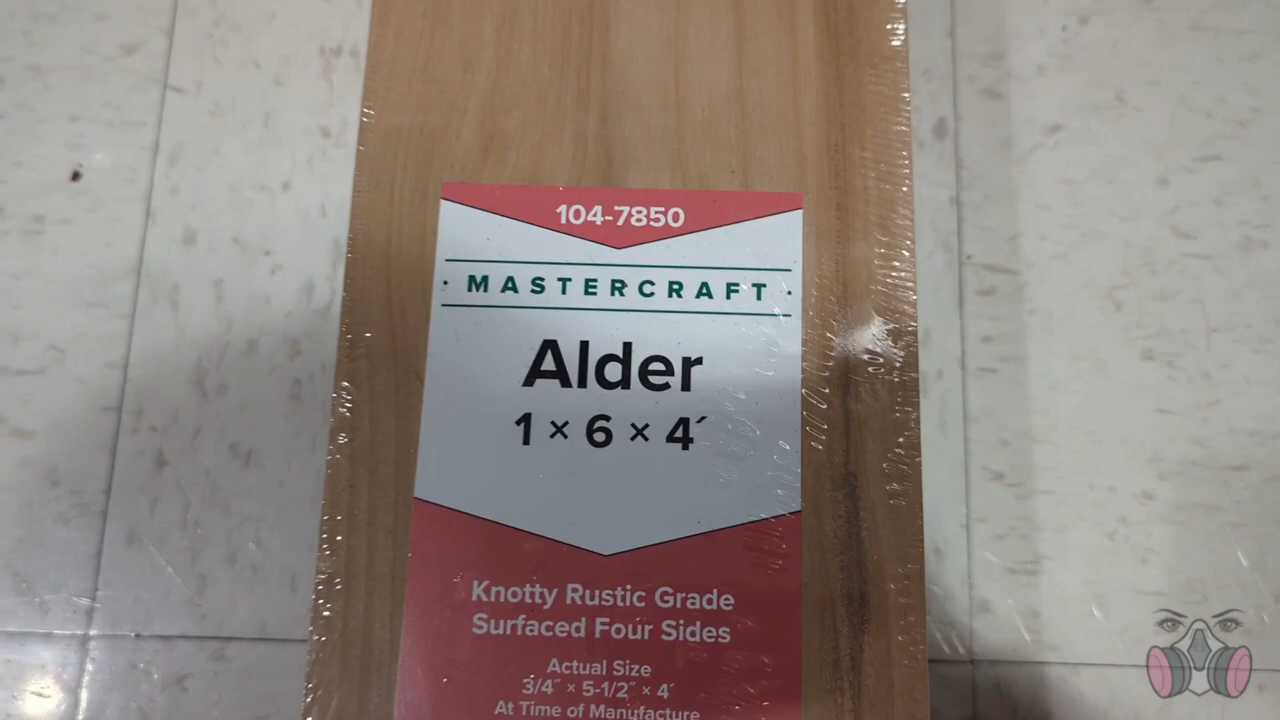 104-7850
· MASTERCRAFT ·
Alder
1 × 6 × 4′
Knotty Rustic Grade
Surfaced Four Sides
Actual Size
3/4″ × 5-1/2″ × 4′
At Time of Manufacture